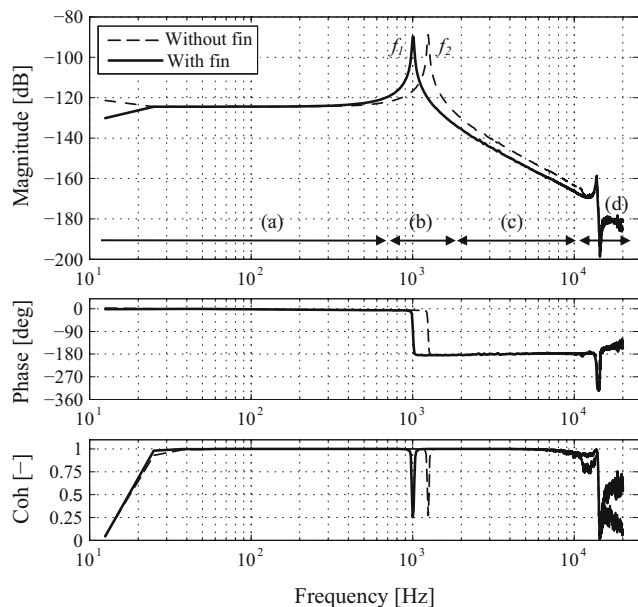 −80
−100
−120
−140
−160
−180
−200
Magnitude [dB]
Without fin
With fin
f1 f2
(a) (b) (c) (d)
10^1 10^2 10^3 10^4
0
−90
−180
−270
−360
Phase [deg]
10^1 10^2 10^3 10^4
1
0.75
0.5
0.25
0
Coh [−]
10^1 10^2 10^3 10^4
Frequency [Hz]